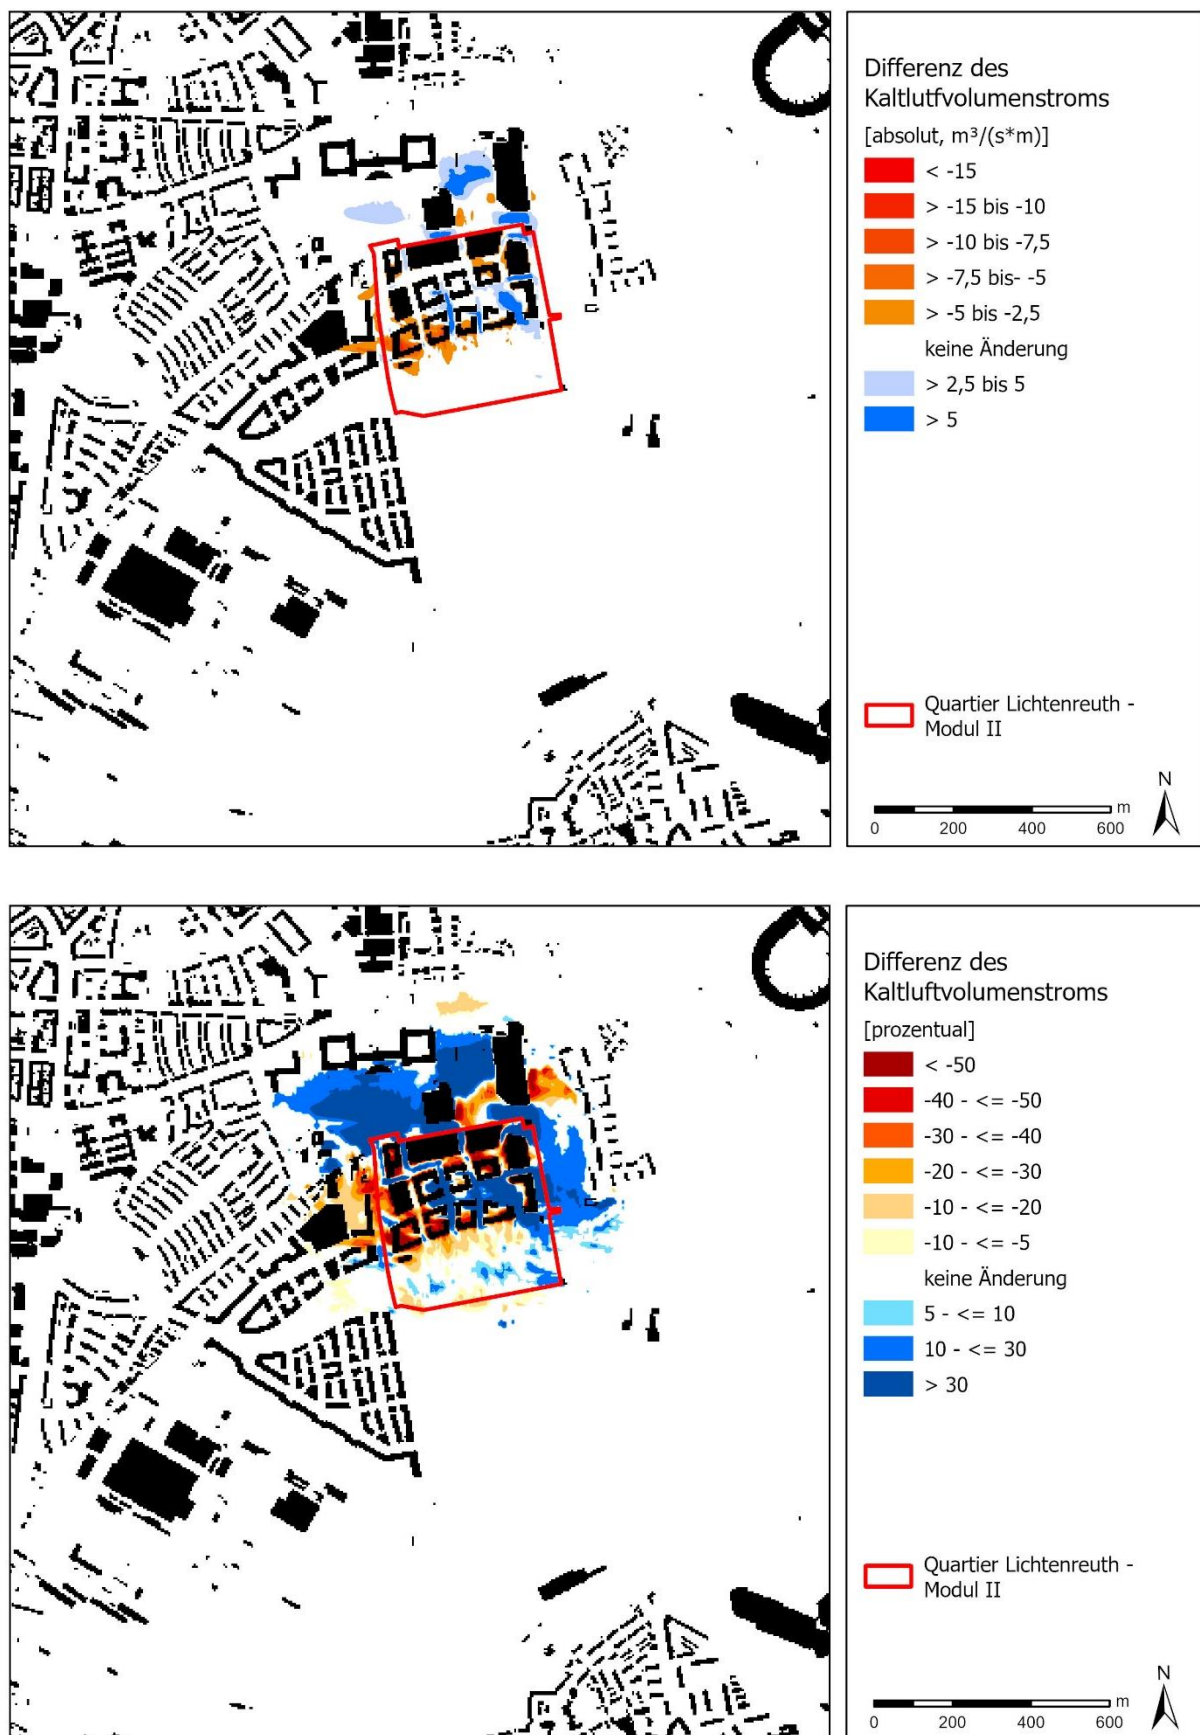 Differenz des
Kaltlutfvolumenstroms
[absolut, m³/(s*m)]
< -15
> -15 bis -10
> -10 bis -7,5
> -7,5 bis- -5
> -5 bis -2,5
keine Änderung
> 2,5 bis 5
> 5
Quartier Lichtenreuth -
Modul II
N
m
0 200 400 600
Differenz des
Kaltluftvolumenstroms
[prozentual]
< -50
-40 - <= -50
-30 - <= -40
-20 - <= -30
-10 - <= -20
-10 - <= -5
keine Änderung
5 - <= 10
10 - <= 30
> 30
Quartier Lichtenreuth -
Modul II
N
m
0 200 400 600